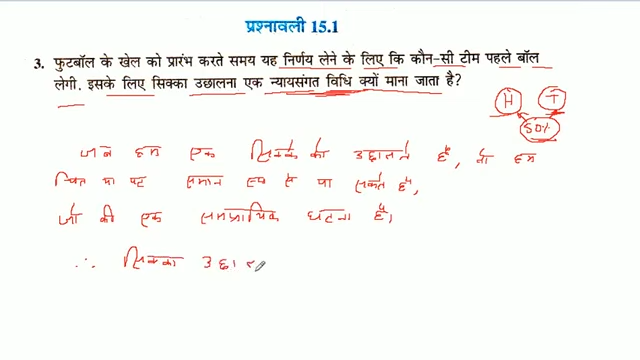 प्रश्नावली 15.1
3. फुटबॉल के खेल को प्रारंभ करते समय यह निर्णय लेने के लिए कि कौन-सी टीम पहले बॉल
लेगी. इसके लिए सिक्का उछालना एक न्यायसंगत विधि क्यों माना जाता है?
H T
50%
जब हम एक सिक्के को उछालते हैं, तो हम
चित या पट समान रूप से पा सकते हैं,
जो की एक समप्रायिक घटना है।
∴ सिक्का उछाल